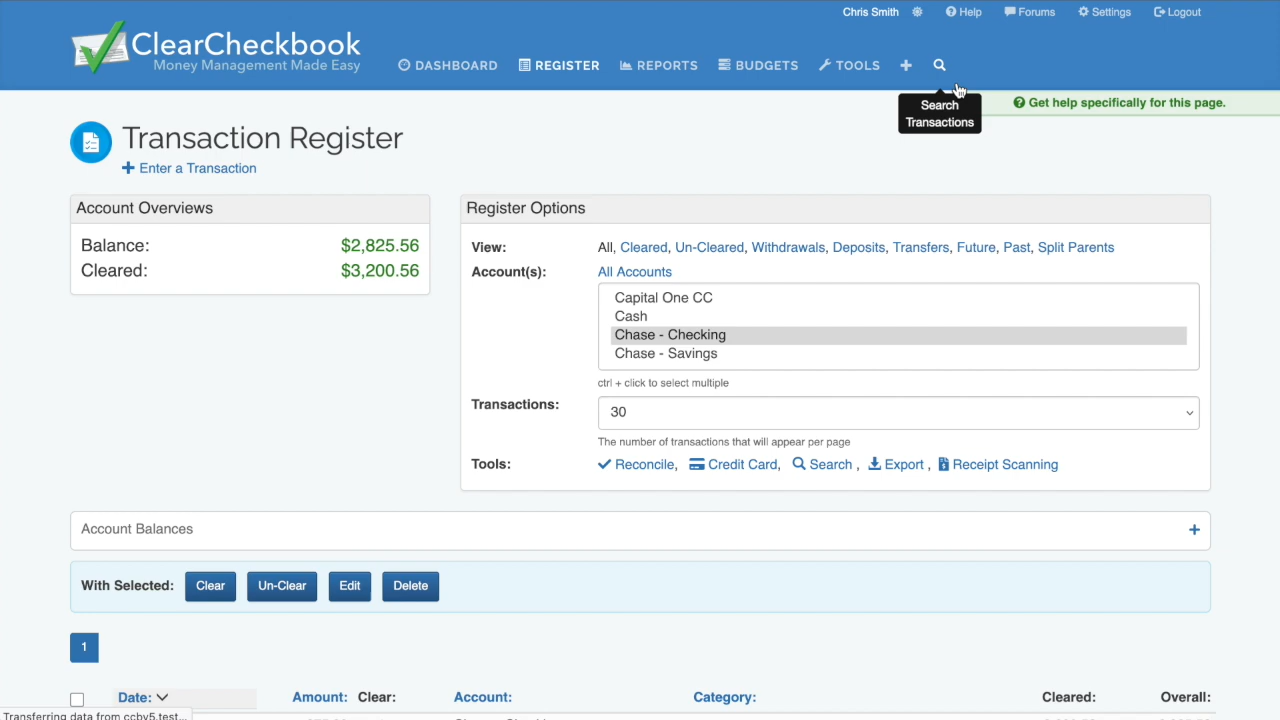 Chris Smith Help Forums Settings Logout
ClearCheckbook
Money Management Made Easy
DASHBOARD REGISTER REPORTS BUDGETS TOOLS
Search
Transactions
Get help specifically for this page.
Transaction Register
Enter a Transaction
Account Overviews
Balance: $2,825.56
Cleared: $3,200.56
Register Options
View: All, Cleared, Un-Cleared, Withdrawals, Deposits, Transfers, Future, Past, Split Parents
Account(s): All Accounts
Capital One CC
Cash
Chase - Checking
Chase - Savings
ctrl + click to select multiple
Transactions: 30
The number of transactions that will appear per page
Tools: Reconcile, Credit Card, Search , Export , Receipt Scanning
Account Balances
With Selected: Clear Un-Clear Edit Delete
1
Date: Amount: Clear: Account: Category: Cleared: Overall:
Transferring data from ccby5.test...